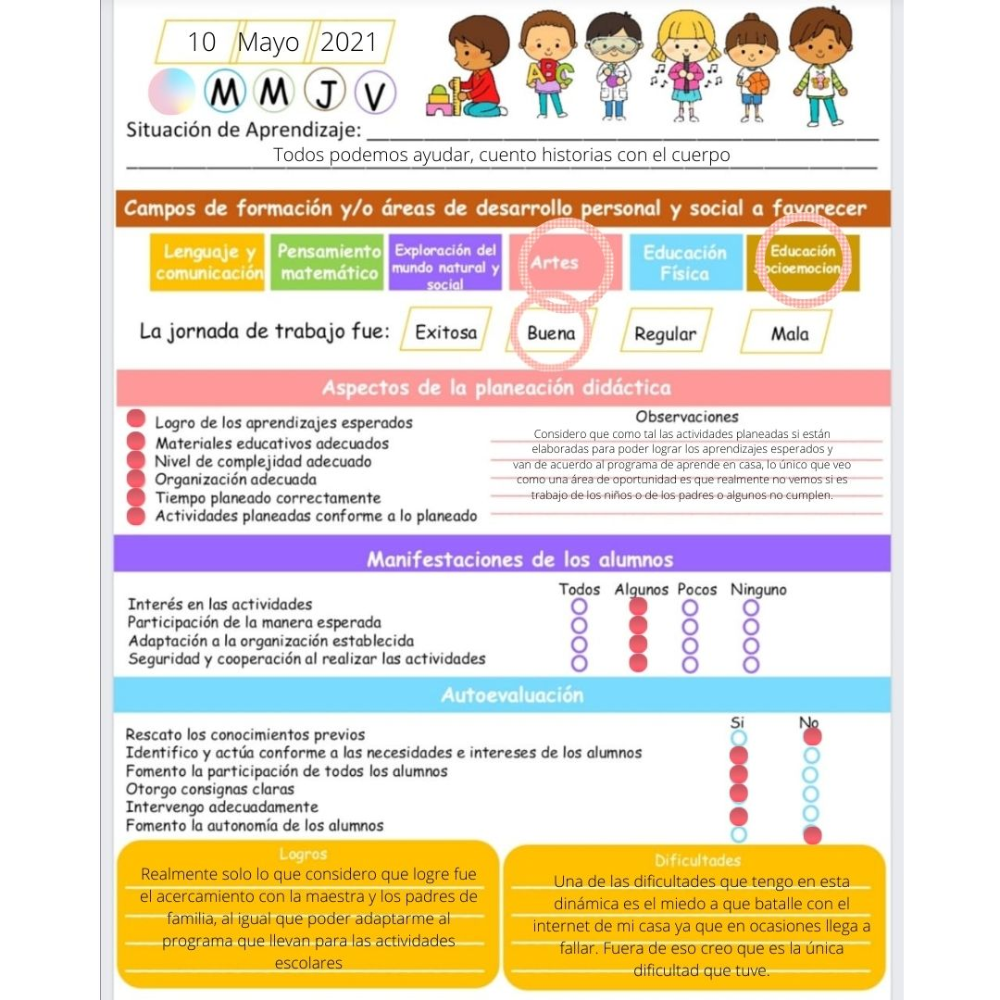 10 Mayo 2021
M M J V
ABC
Situación de Aprendizaje:
Todos podemos ayudar, cuento historias con el cuerpo
Campos de formación y/o áreas de desarrollo personal y social a favorecer
Lenguaje y comunicación
Pensamiento matemático
Exploración del mundo natural y social
Artes
Educación Física
Educación Socioemocional
La jornada de trabajo fue: Exitosa Buena Regular Mala
Aspectos de la planeación didáctica
Logro de los aprendizajes esperados
Materiales educativos adecuados
Nivel de complejidad adecuado
Organización adecuada
Tiempo planeado correctamente
Actividades planeadas conforme a lo planeado
Observaciones
Considero que como tal las actividades planeadas si están
elaboradas para poder lograr los aprendizajes esperados y
van de acuerdo al programa de aprende en casa, lo único que veo
como una área de oportunidad es que realmente no vemos si es
trabajo de los niños o de los padres o algunos no cumplen.
Manifestaciones de los alumnos
Todos Algunos Pocos Ninguno
Interés en las actividades
Participación de la manera esperada
Adaptación a la organización establecida
Seguridad y cooperación al realizar las actividades
Autoevaluación
Si No
Rescato los conocimientos previos
Identifico y actúa conforme a las necesidades e intereses de los alumnos
Fomento la participación de todos los alumnos
Otorgo consignas claras
Intervengo adecuadamente
Fomento la autonomía de los alumnos
Logros
Realmente solo lo que considero que logre fue
el acercamiento con la maestra y los padres de
familia, al igual que poder adaptarme al
programa que llevan para las actividades
escolares
Dificultades
Una de las dificultades que tengo en esta
dinámica es el miedo a que batalle con el
internet de mi casa ya que en ocasiones llega a
fallar. Fuera de eso creo que es la única
dificultad que tuve.